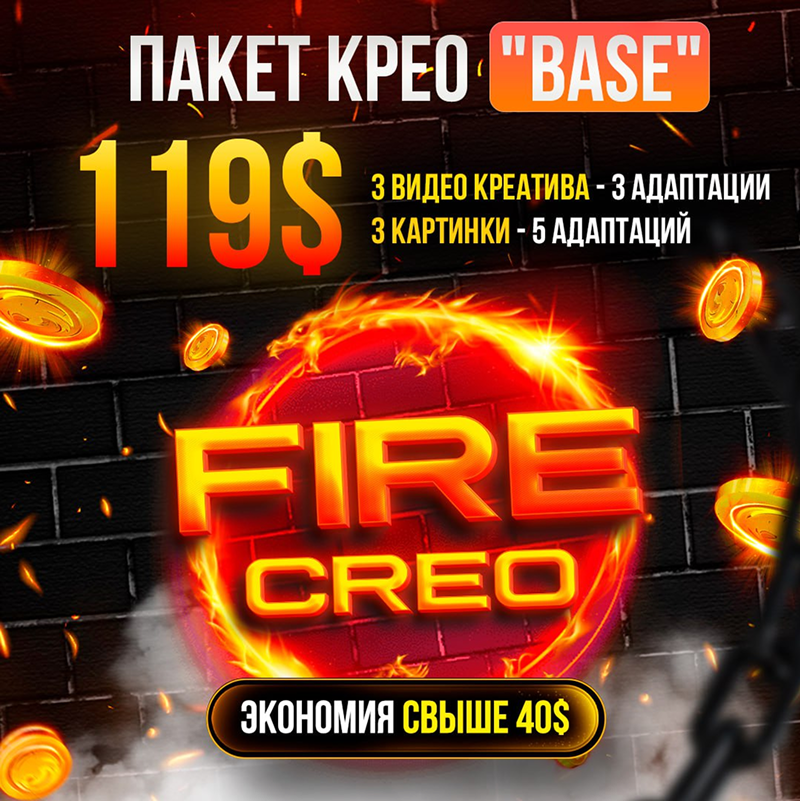 ПАКЕТ КРЕО "BASE"
119$
3 ВИДЕО КРЕАТИВА - 3 АДАПТАЦИИ
3 КАРТИНКИ - 5 АДАПТАЦИЙ
FIRE
CREO
ЭКОНОМИЯ СВЫШЕ 40$